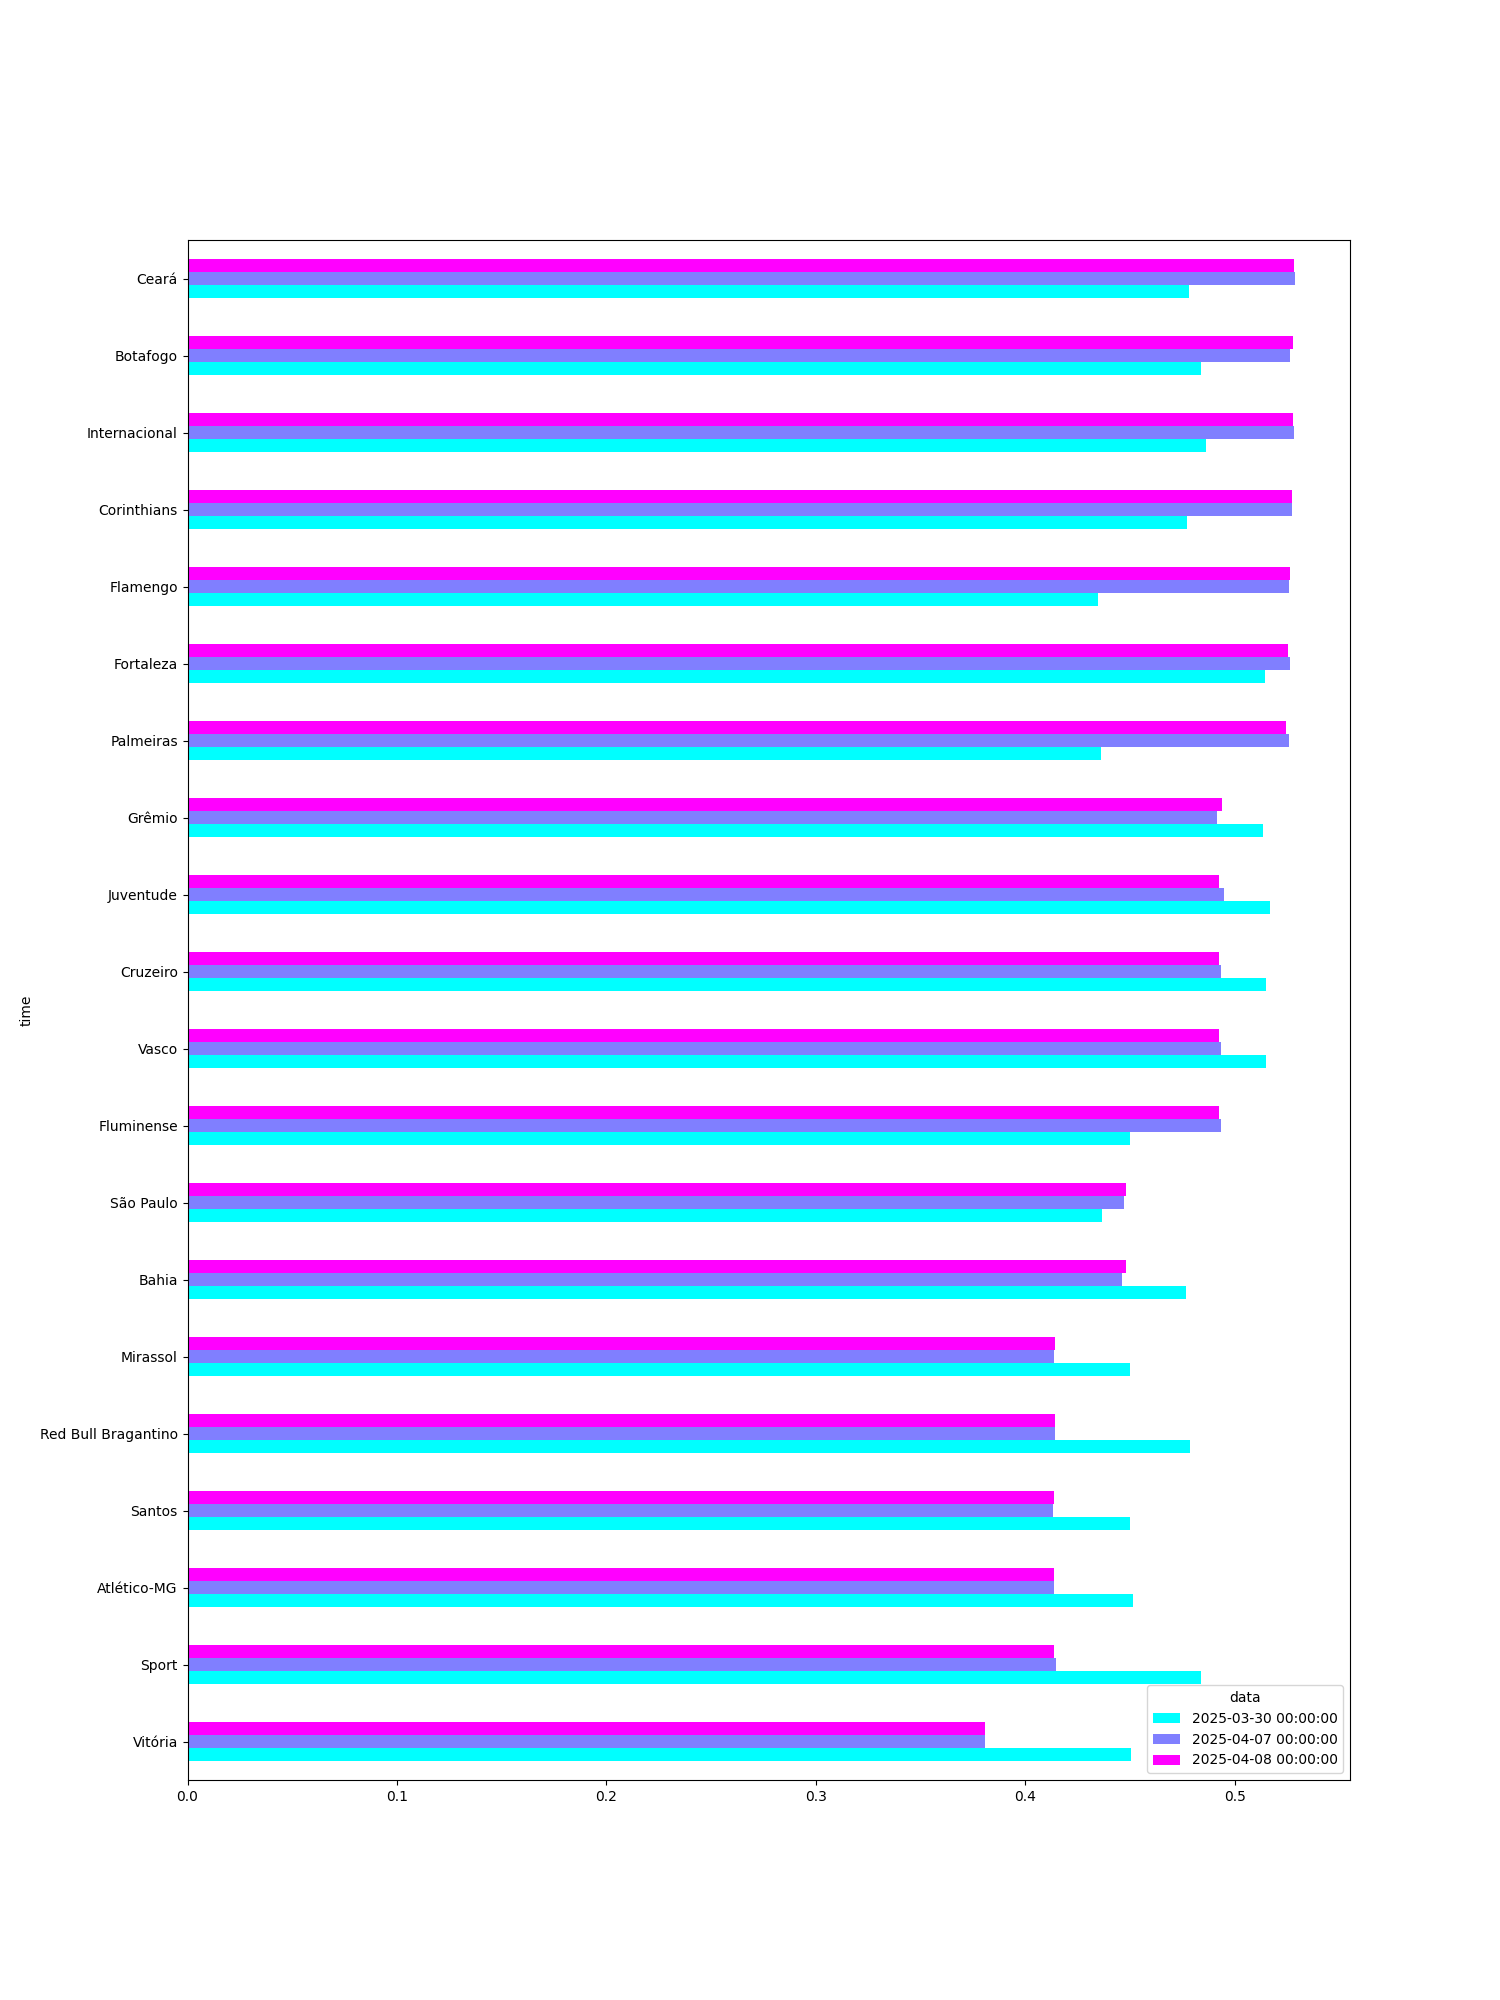 Ceará
Botafogo
Internacional
Corinthians
Flamengo
Fortaleza
Palmeiras
Grêmio
Juventude
Cruzeiro
time
Vasco
Fluminense
São Paulo
Bahia
Mirassol
Red Bull Bragantino
Santos
Atlético-MG
Sport
Vitória
data
2025-03-30 00:00:00
2025-04-07 00:00:00
2025-04-08 00:00:00
0.0 0.1 0.2 0.3 0.4 0.5